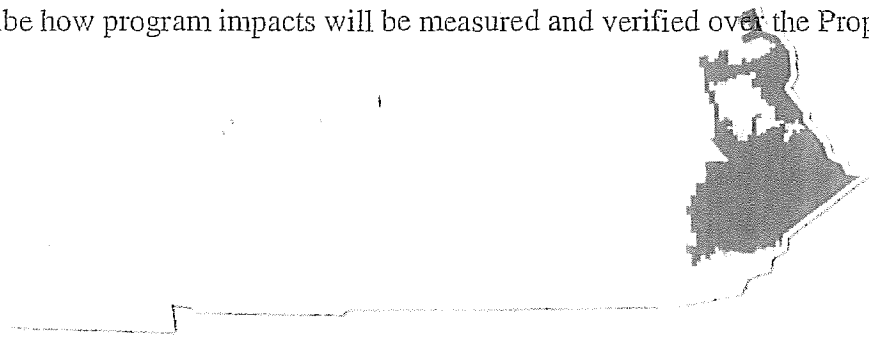 be how program impacts will be measured and verified over the Prop